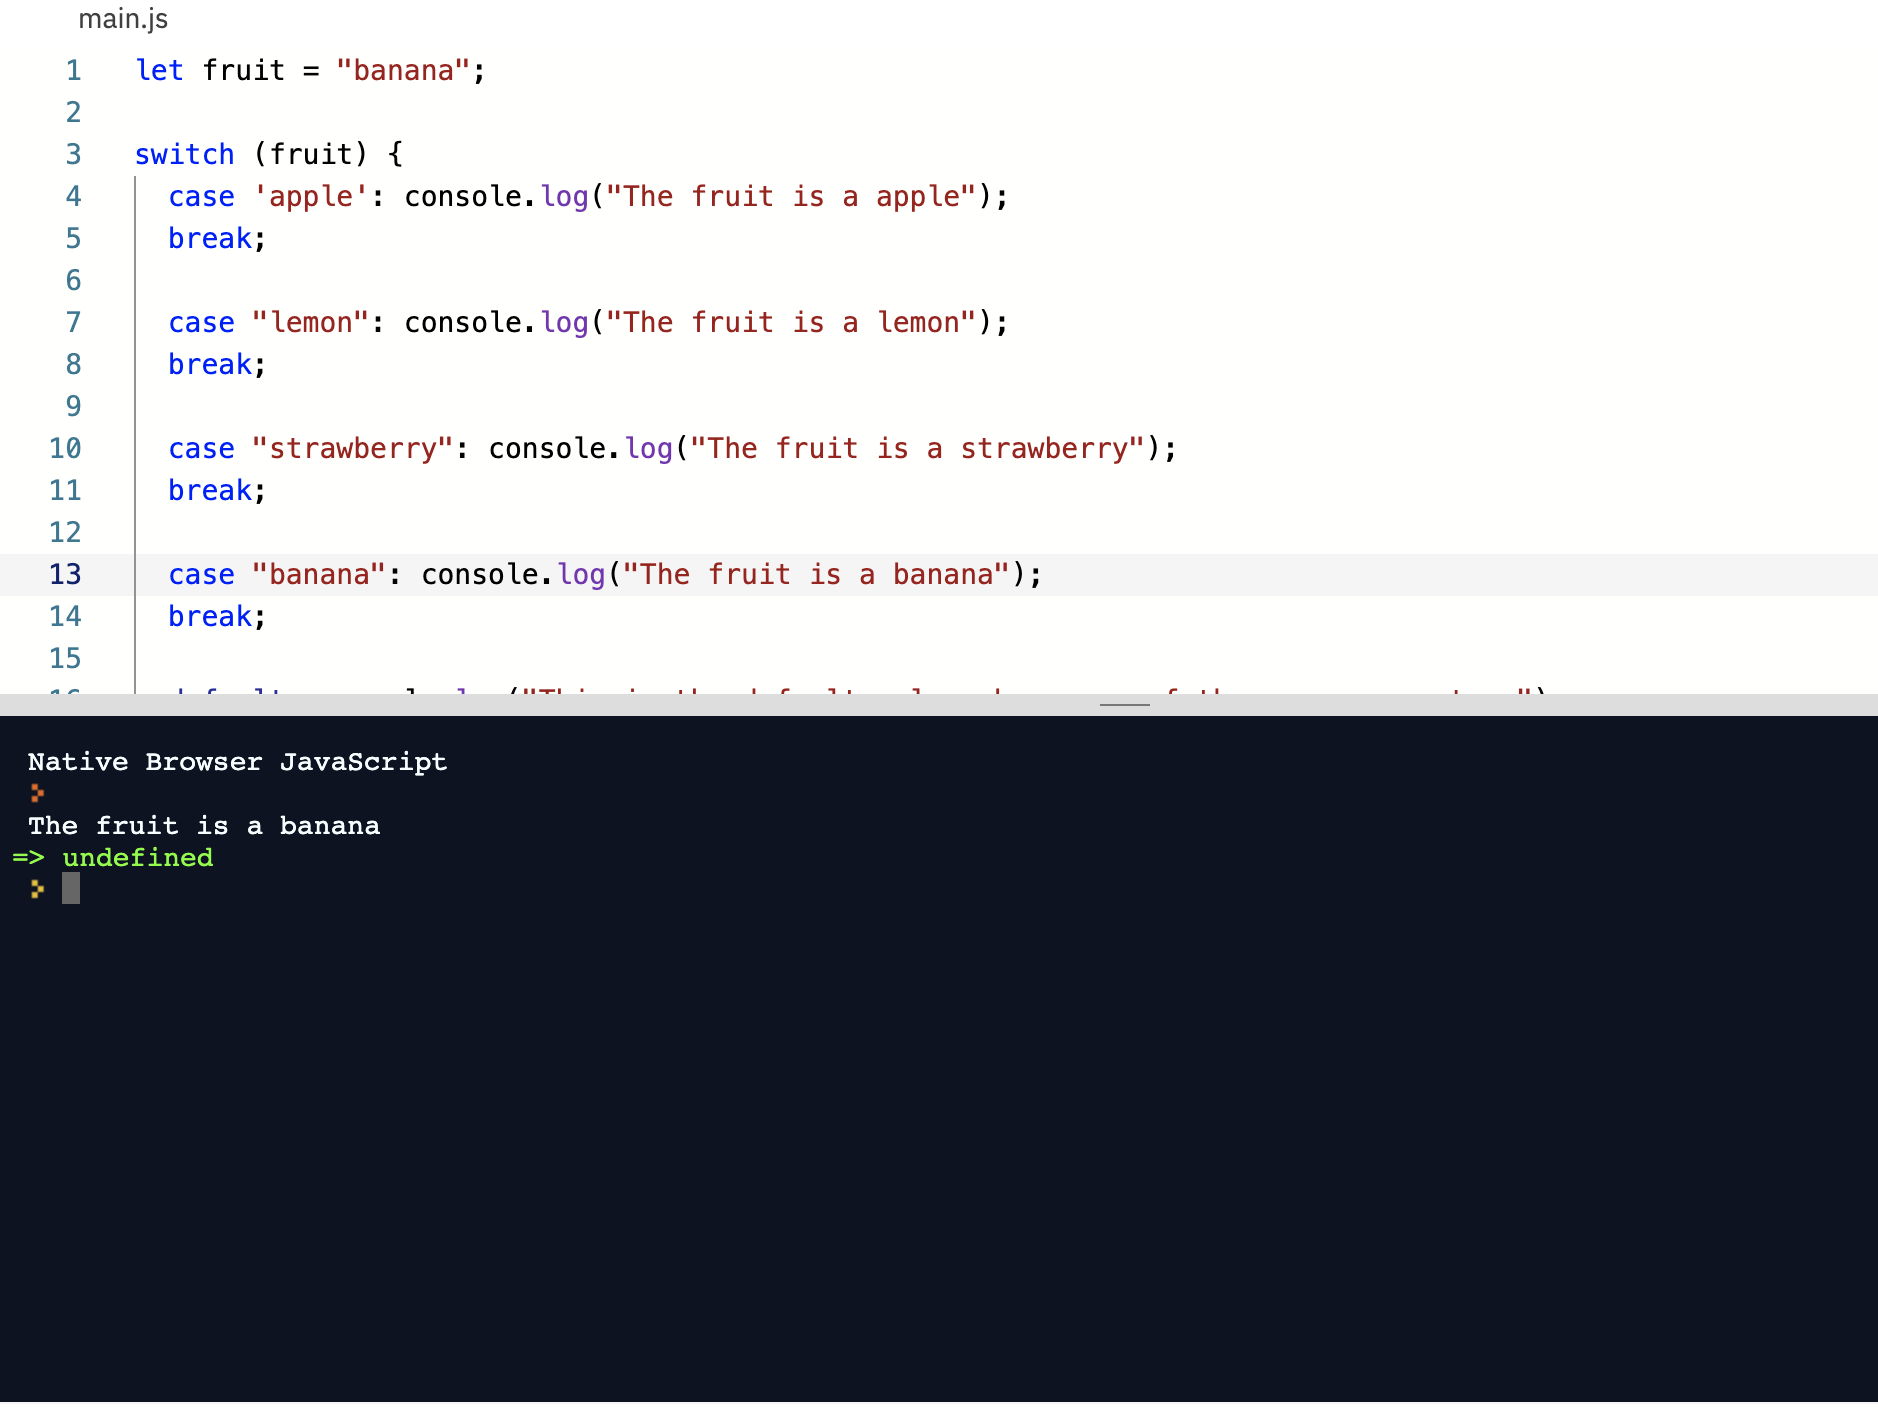 main.js
1 let fruit = "banana";
2
3 switch (fruit) {
4 case 'apple': console.log("The fruit is a apple");
5 break;
6
7 case "lemon": console.log("The fruit is a lemon");
8 break;
9
10 case "strawberry": console.log("The fruit is a strawberry");
11 break;
12
13 case "banana": console.log("The fruit is a banana");
14 break;
15
Native Browser JavaScript
The fruit is a banana
=> undefined